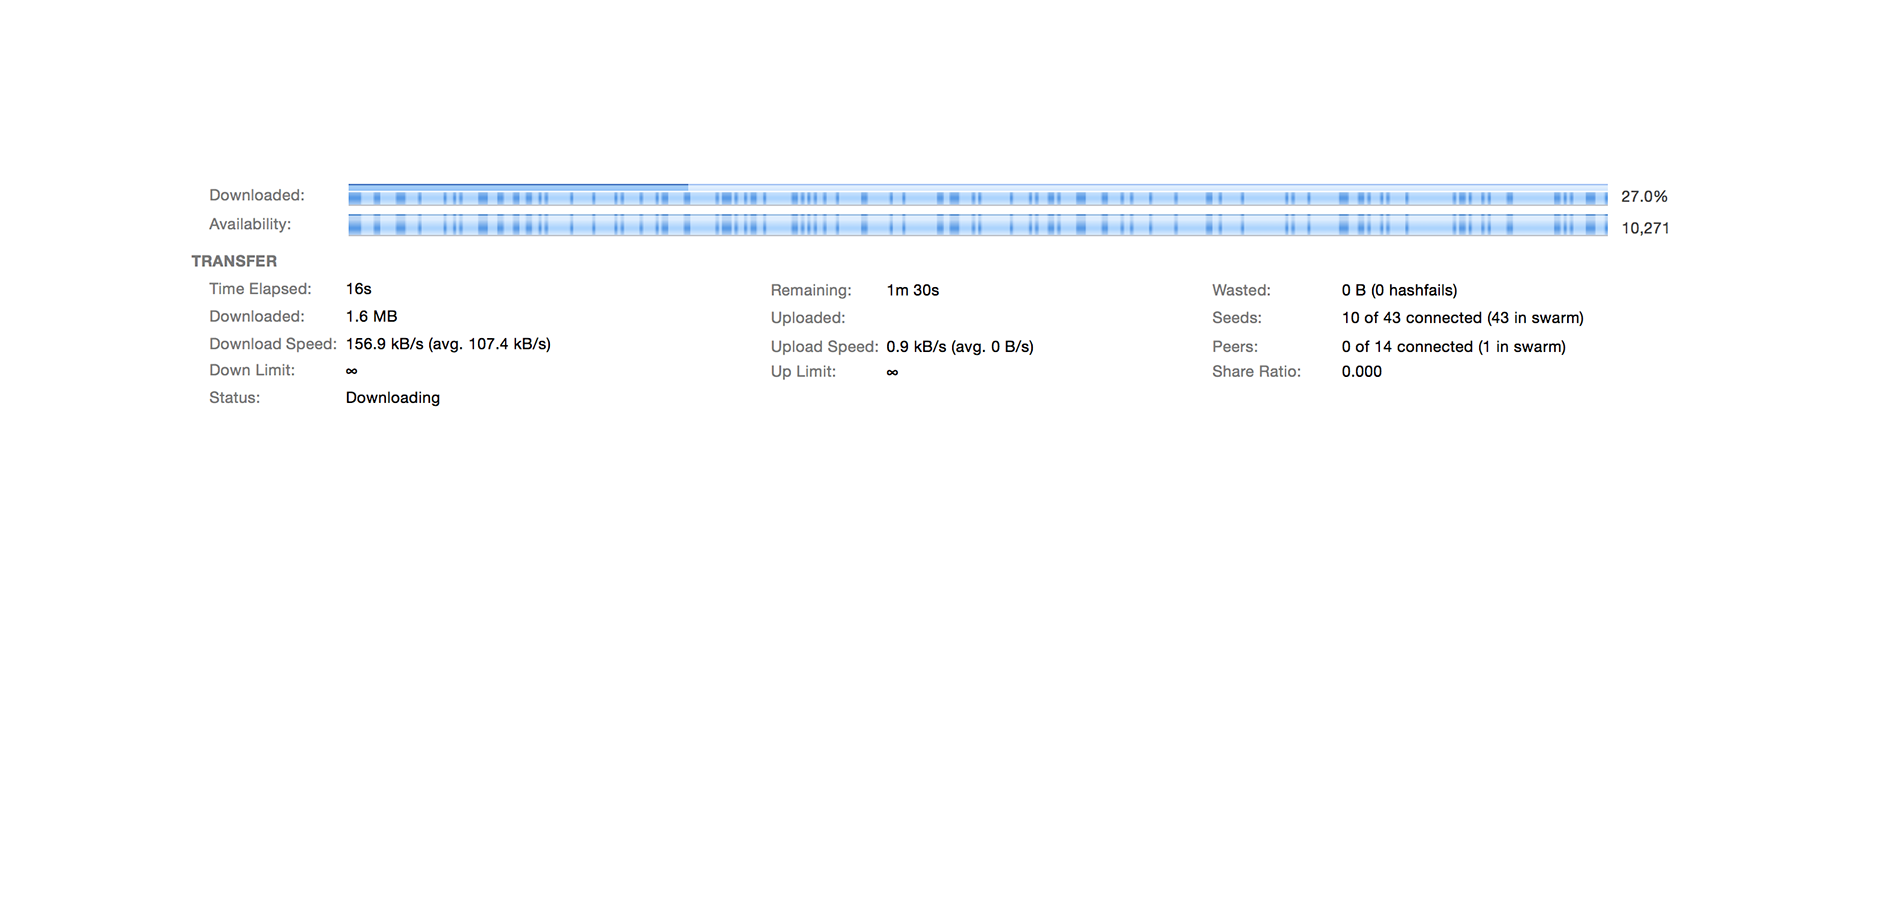 Downloaded: 27.0%
Availability: 10,271
TRANSFER
Time Elapsed: 16s Remaining: 1m 30s Wasted: 0 B (0 hashfails)
Downloaded: 1.6 MB Uploaded: Seeds: 10 of 43 connected (43 in swarm)
Download Speed: 156.9 kB/s (avg. 107.4 kB/s) Upload Speed: 0.9 kB/s (avg. 0 B/s) Peers: 0 of 14 connected (1 in swarm)
Down Limit: ∞ Up Limit: ∞ Share Ratio: 0.000
Status: Downloading